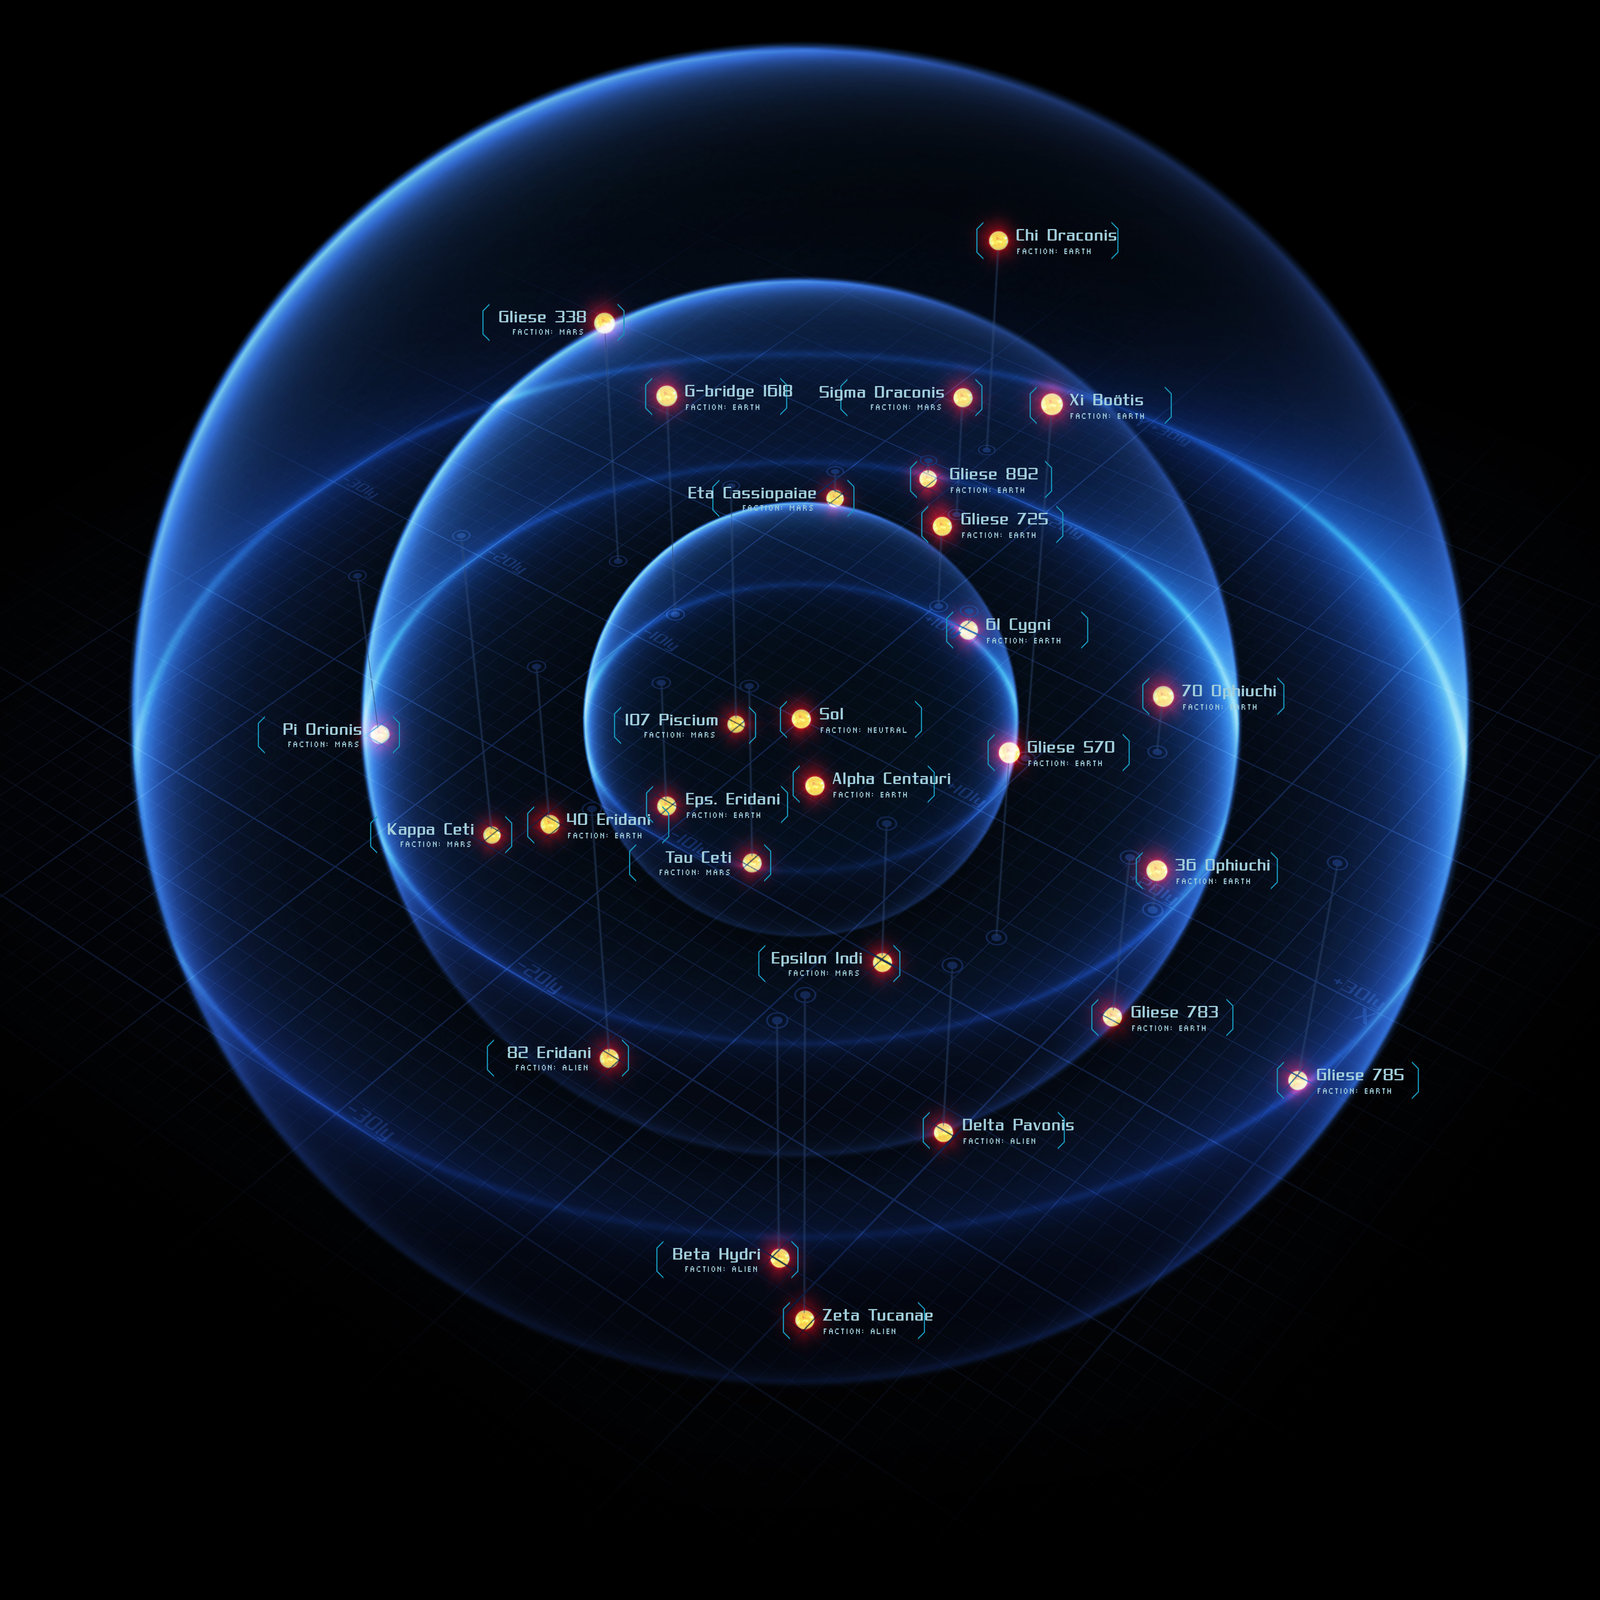 Chi Draconis
FACTION: EARTH
Gliese 338
FACTION: MARS
G-bridge 1618
FACTION: EARTH
Sigma Draconis
FACTION: MARS
Xi Boötis
FACTION: EARTH
+30ly
Gliese 892
FACTION: EARTH
-30ly
Eta Cassiopaiae
FACTION: MARS
Gliese 725
FACTION: EARTH
-20ly
61 Cygni
FACTION: EARTH
-10ly
70 Ophiuchi
FACTION: EARTH
Pi Orionis
FACTION: MARS
107 Piscium
FACTION: MARS
Sol
FACTION: NEUTRAL
Gliese 570
FACTION: EARTH
Alpha Centauri
FACTION: EARTH
+10ly
Eps. Eridani
FACTION: EARTH
40 Eridani
FACTION: EARTH
Kappa Ceti
FACTION: MARS
-10ly
Tau Ceti
FACTION: MARS
36 Ophiuchi
FACTION: EARTH
+20ly
Epsilon Indi
FACTION: MARS
-20ly
+30ly
Gliese 783
FACTION: EARTH
82 Eridani
FACTION: ALIEN
Gliese 785
FACTION: EARTH
-30ly
Delta Pavonis
FACTION: ALIEN
Beta Hydri
FACTION: ALIEN
Zeta Tucanae
FACTION: ALIEN